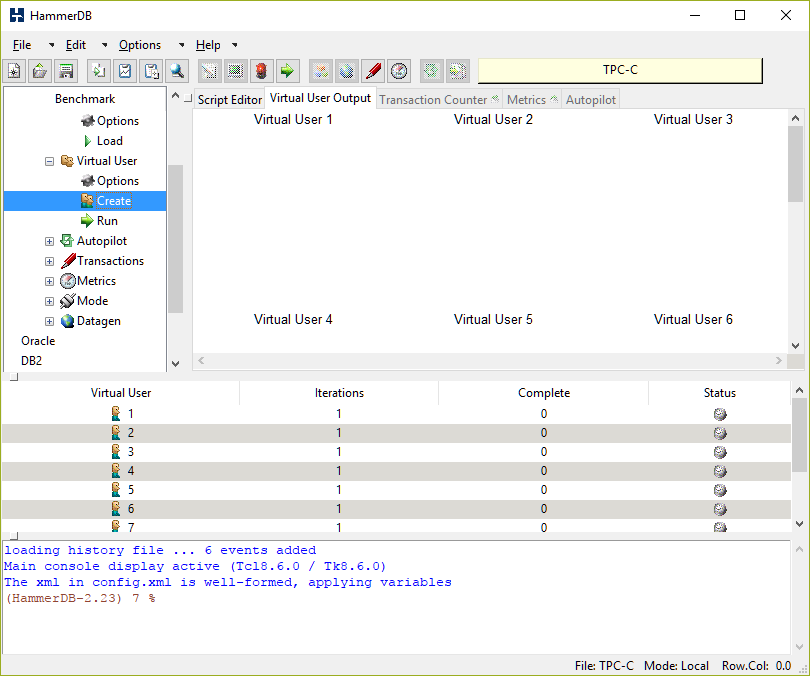 HammerDB
File Edit Options Help
TPC-C
Benchmark
Options
Load
Virtual User
Options
Create
Run
Autopilot
Transactions
Metrics
Mode
Datagen
Oracle
DB2
Script Editor Virtual User Output Transaction Counter Metrics Autopilot
Virtual User 1 Virtual User 2 Virtual User 3
Virtual User 4 Virtual User 5 Virtual User 6
Virtual User Iterations Complete Status
1 1 0
2 1 0
3 1 0
4 1 0
5 1 0
6 1 0
7 1 0
loading history file ... 6 events added
Main console display active (Tcl8.6.0 / Tk8.6.0)
The xml in config.xml is well-formed, applying variables
(HammerDB-2.23) 7 %
File: TPC-C Mode: Local Row.Col: 0.0